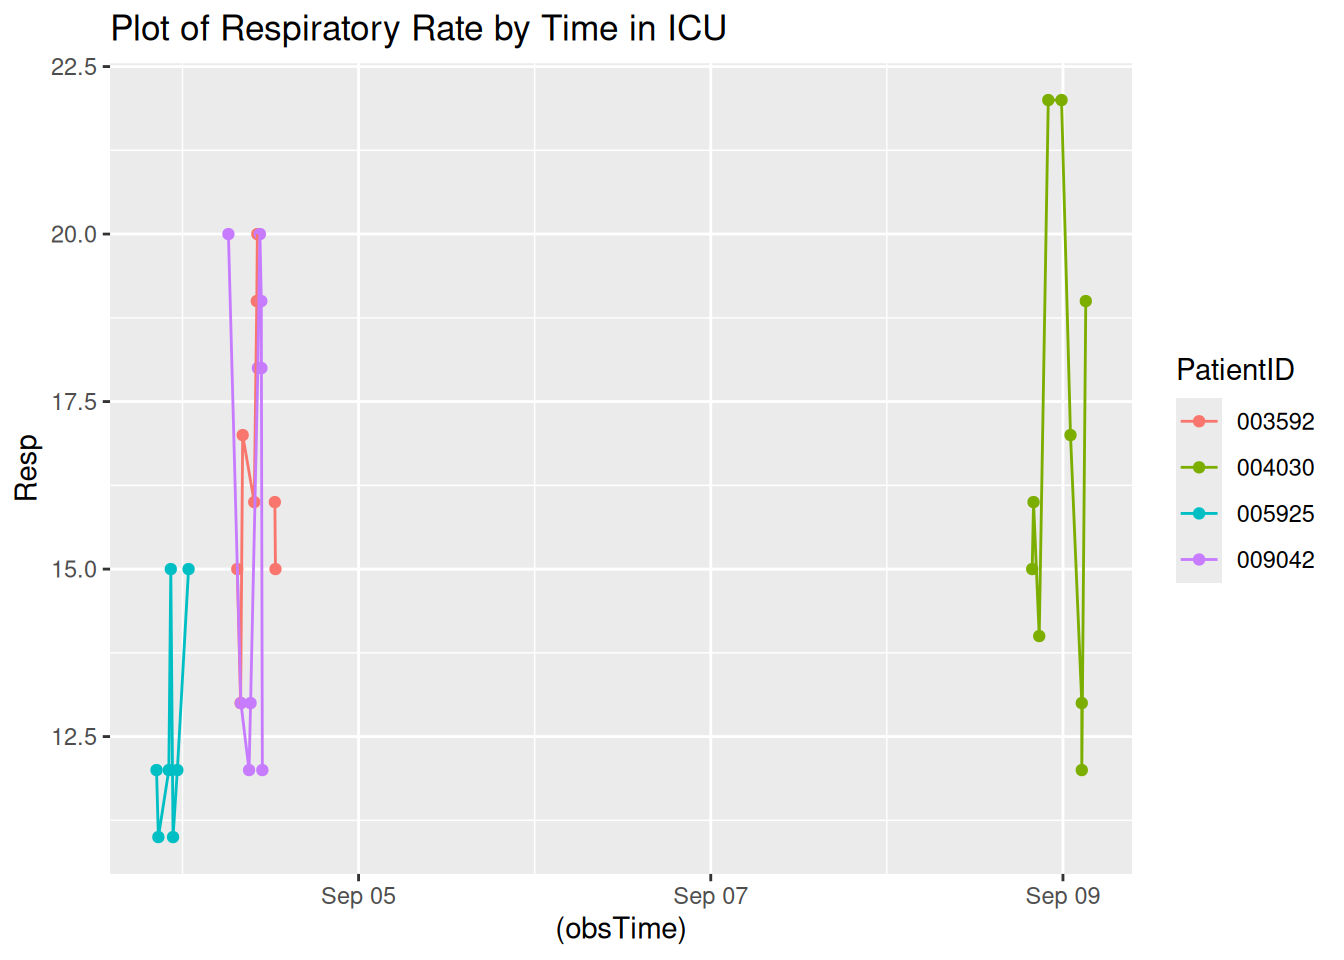 Plot of Respiratory Rate by Time in ICU
22.5
20.0
17.5
15.0
12.5
Resp
Sep 05
Sep 07
Sep 09
(obsTime)
PatientID
003592
004030
005925
009042